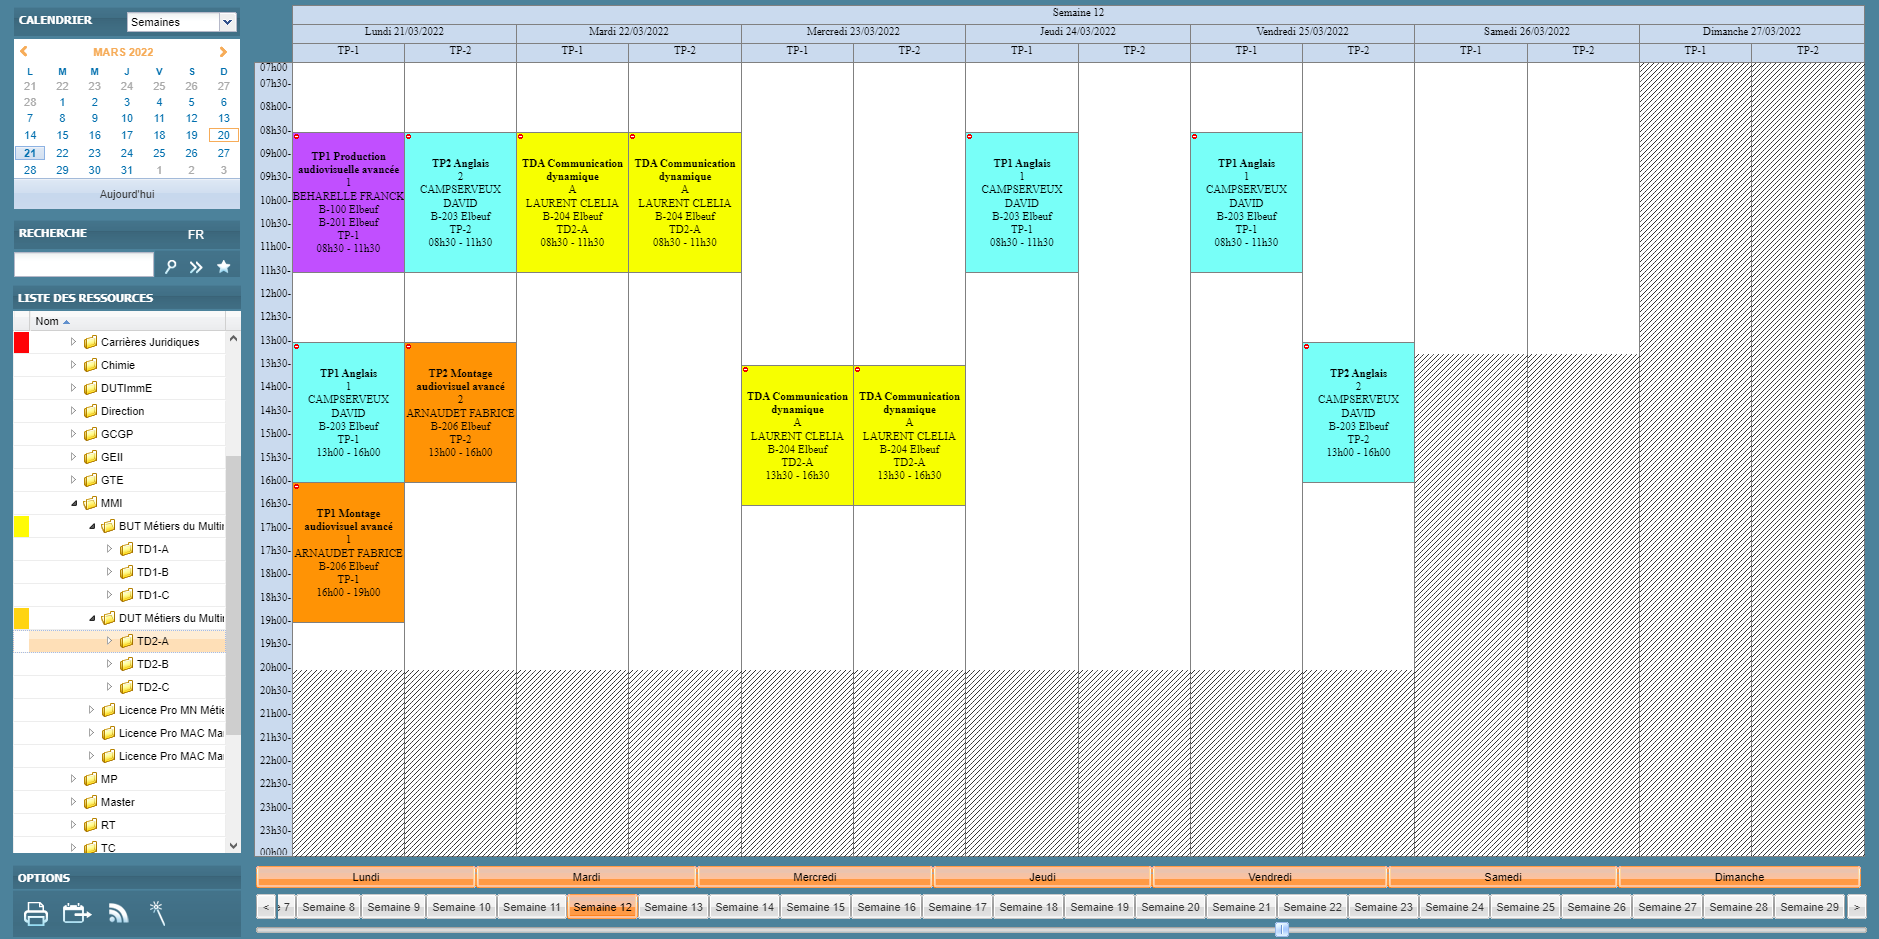 CALENDRIER
Semaines
MARS 2022
L M M J V S D
21 22 23 24 25 26 27
28 1 2 3 4 5 6
7 8 9 10 11 12 13
14 15 16 17 18 19 20
21 22 23 24 25 26 27
28 29 30 31 1 2 3
Aujourd'hui
RECHERCHE FR
LISTE DES RESSOURCES
Nom
Carrières Juridiques
Chimie
DUTImmE
Direction
GCGP
GEII
GTE
MMI
BUT Métiers du Multin
TD1-A
TD1-B
TD1-C
DUT Métiers du Multin
TD2-A
TD2-B
TD2-C
Licence Pro MN Métie
Licence Pro MAC Mar
Licence Pro MAC Mar
MP
Master
RT
TC
OPTIONS
Semaine 12
Lundi 21/03/2022 Mardi 22/03/2022 Mercredi 23/03/2022 Jeudi 24/03/2022 Vendredi 25/03/2022 Samedi 26/03/2022 Dimanche 27/03/2022
TP-1 TP-2 TP-1 TP-2 TP-1 TP-2 TP-1 TP-2 TP-1 TP-2 TP-1 TP-2 TP-1 TP-2
07h00
07h30-
08h00-
08h30-
09h00-
09h30-
10h00-
10h30-
11h00-
11h30-
12h00-
12h30-
13h00-
13h30-
14h00-
14h30-
15h00-
15h30-
16h00-
16h30-
17h00-
17h30-
18h00-
18h30-
19h00-
19h30-
20h00-
20h30-
21h00-
21h30-
22h00-
22h30-
23h00-
23h30-
00h00
TP1 Production
audiovisuelle avancée
1
BEHARELLE FRANCK
B-100 Elbeuf
B-201 Elbeuf
TP-1
08h30 - 11h30
TP2 Anglais
2
CAMPSERVEUX
DAVID
B-203 Elbeuf
TP-2
08h30 - 11h30
TDA Communication
dynamique
A
LAURENT CLELIA
B-204 Elbeuf
TD2-A
08h30 - 11h30
TDA Communication
dynamique
A
LAURENT CLELIA
B-204 Elbeuf
TD2-A
08h30 - 11h30
TP1 Anglais
1
CAMPSERVEUX
DAVID
B-203 Elbeuf
TP-1
08h30 - 11h30
TP1 Anglais
1
CAMPSERVEUX
DAVID
B-203 Elbeuf
TP-1
08h30 - 11h30
TP1 Anglais
1
CAMPSERVEUX
DAVID
B-203 Elbeuf
TP-1
13h00 - 16h00
TP2 Montage
audiovisuel avancé
2
ARNAUDET FABRICE
B-206 Elbeuf
TP-2
13h00 - 16h00
TDA Communication
dynamique
A
LAURENT CLELIA
B-204 Elbeuf
TD2-A
13h30 - 16h30
TDA Communication
dynamique
A
LAURENT CLELIA
B-204 Elbeuf
TD2-A
13h30 - 16h30
TP2 Anglais
2
CAMPSERVEUX
DAVID
B-203 Elbeuf
TP-2
13h00 - 16h00
TP1 Montage
audiovisuel avancé
1
ARNAUDET FABRICE
B-206 Elbeuf
TP-1
16h00 - 19h00
Lundi Mardi Mercredi Jeudi Vendredi Samedi Dimanche
< 7 Semaine 8 Semaine 9 Semaine 10 Semaine 11 Semaine 12 Semaine 13 Semaine 14 Semaine 15 Semaine 16 Semaine 17 Semaine 18 Semaine 19 Semaine 20 Semaine 21 Semaine 22 Semaine 23 Semaine 24 Semaine 25 Semaine 26 Semaine 27 Semaine 28 Semaine 29 >